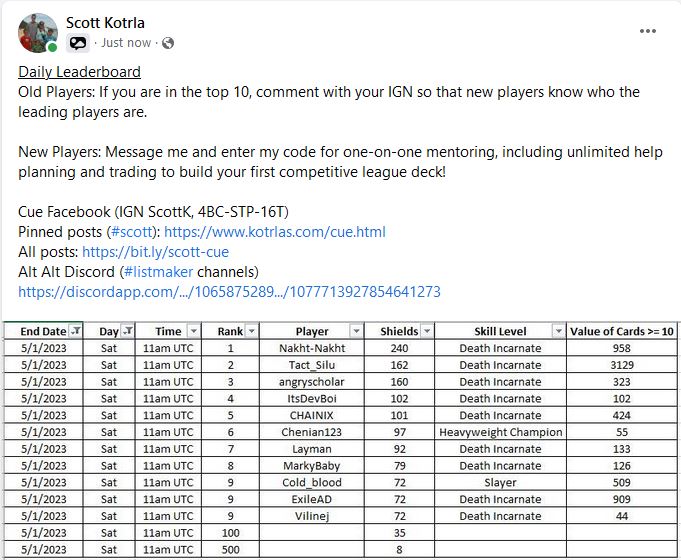 Scott Kotrla
Just now ·
Daily Leaderboard
Old Players: If you are in the top 10, comment with your IGN so that new players know who the
leading players are.
New Players: Message me and enter my code for one-on-one mentoring, including unlimited help
planning and trading to build your first competitive league deck!
Cue Facebook (IGN ScottK, 4BC-STP-16T)
Pinned posts (#scott): https://www.kotrlas.com/cue.html
All posts: https://bit.ly/scott-cue
Alt Alt Discord (#listmaker channels)
https://discordapp.com/.../1065875289.../1077713927854641273
End Date Day Time Rank Player Shields Skill Level Value of Cards >= 10
5/1/2023 Sat 11am UTC 1 Nakht-Nakht 240 Death Incarnate 958
5/1/2023 Sat 11am UTC 2 Tact_Silu 162 Death Incarnate 3129
5/1/2023 Sat 11am UTC 3 angryscholar 160 Death Incarnate 323
5/1/2023 Sat 11am UTC 4 ItsDevBoi 102 Death Incarnate 102
5/1/2023 Sat 11am UTC 5 CHAINIX 101 Death Incarnate 424
5/1/2023 Sat 11am UTC 6 Chenian123 97 Heavyweight Champion 55
5/1/2023 Sat 11am UTC 7 Layman 92 Death Incarnate 133
5/1/2023 Sat 11am UTC 8 MarkyBaby 79 Death Incarnate 126
5/1/2023 Sat 11am UTC 9 Cold_blood 72 Slayer 509
5/1/2023 Sat 11am UTC 9 ExileAD 72 Death Incarnate 909
5/1/2023 Sat 11am UTC 9 Vilinej 72 Death Incarnate 44
5/1/2023 Sat 11am UTC 100 35
5/1/2023 Sat 11am UTC 500 8